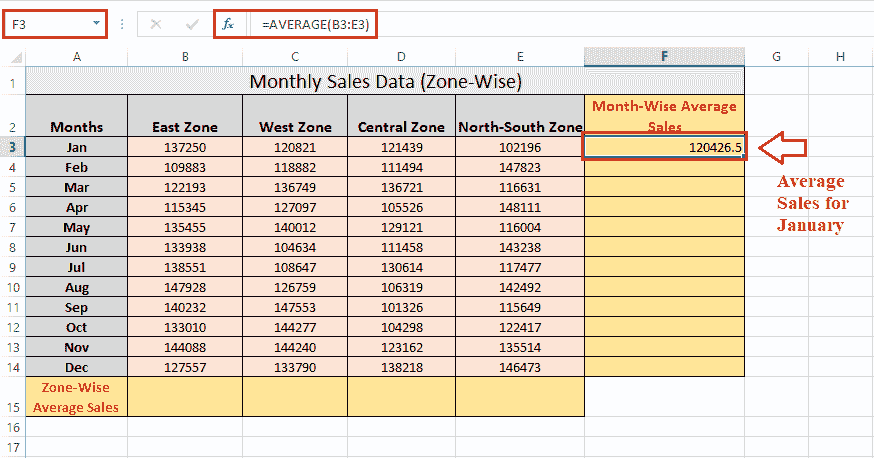 F3 fx =AVERAGE(B3:E3)
A B C D E F G H
1 Monthly Sales Data (Zone-Wise)
2 Months East Zone West Zone Central Zone North-South Zone Month-Wise Average Sales
3 Jan 137250 120821 121439 102196 120426.5
4 Feb 109883 118882 111494 147823
5 Mar 122193 136749 136721 116631
6 Apr 115345 127097 105526 148111
7 May 135455 140012 129121 116004
8 Jun 133938 104634 111458 143238
9 Jul 138551 108647 130614 117477
10 Aug 147928 126759 106319 142492
11 Sep 140232 147553 101326 115649
12 Oct 133010 144277 104298 122417
13 Nov 144088 144240 123162 135514
14 Dec 127557 133790 138218 146473
15 Zone-Wise Average Sales
16
17
Average
Sales for
January